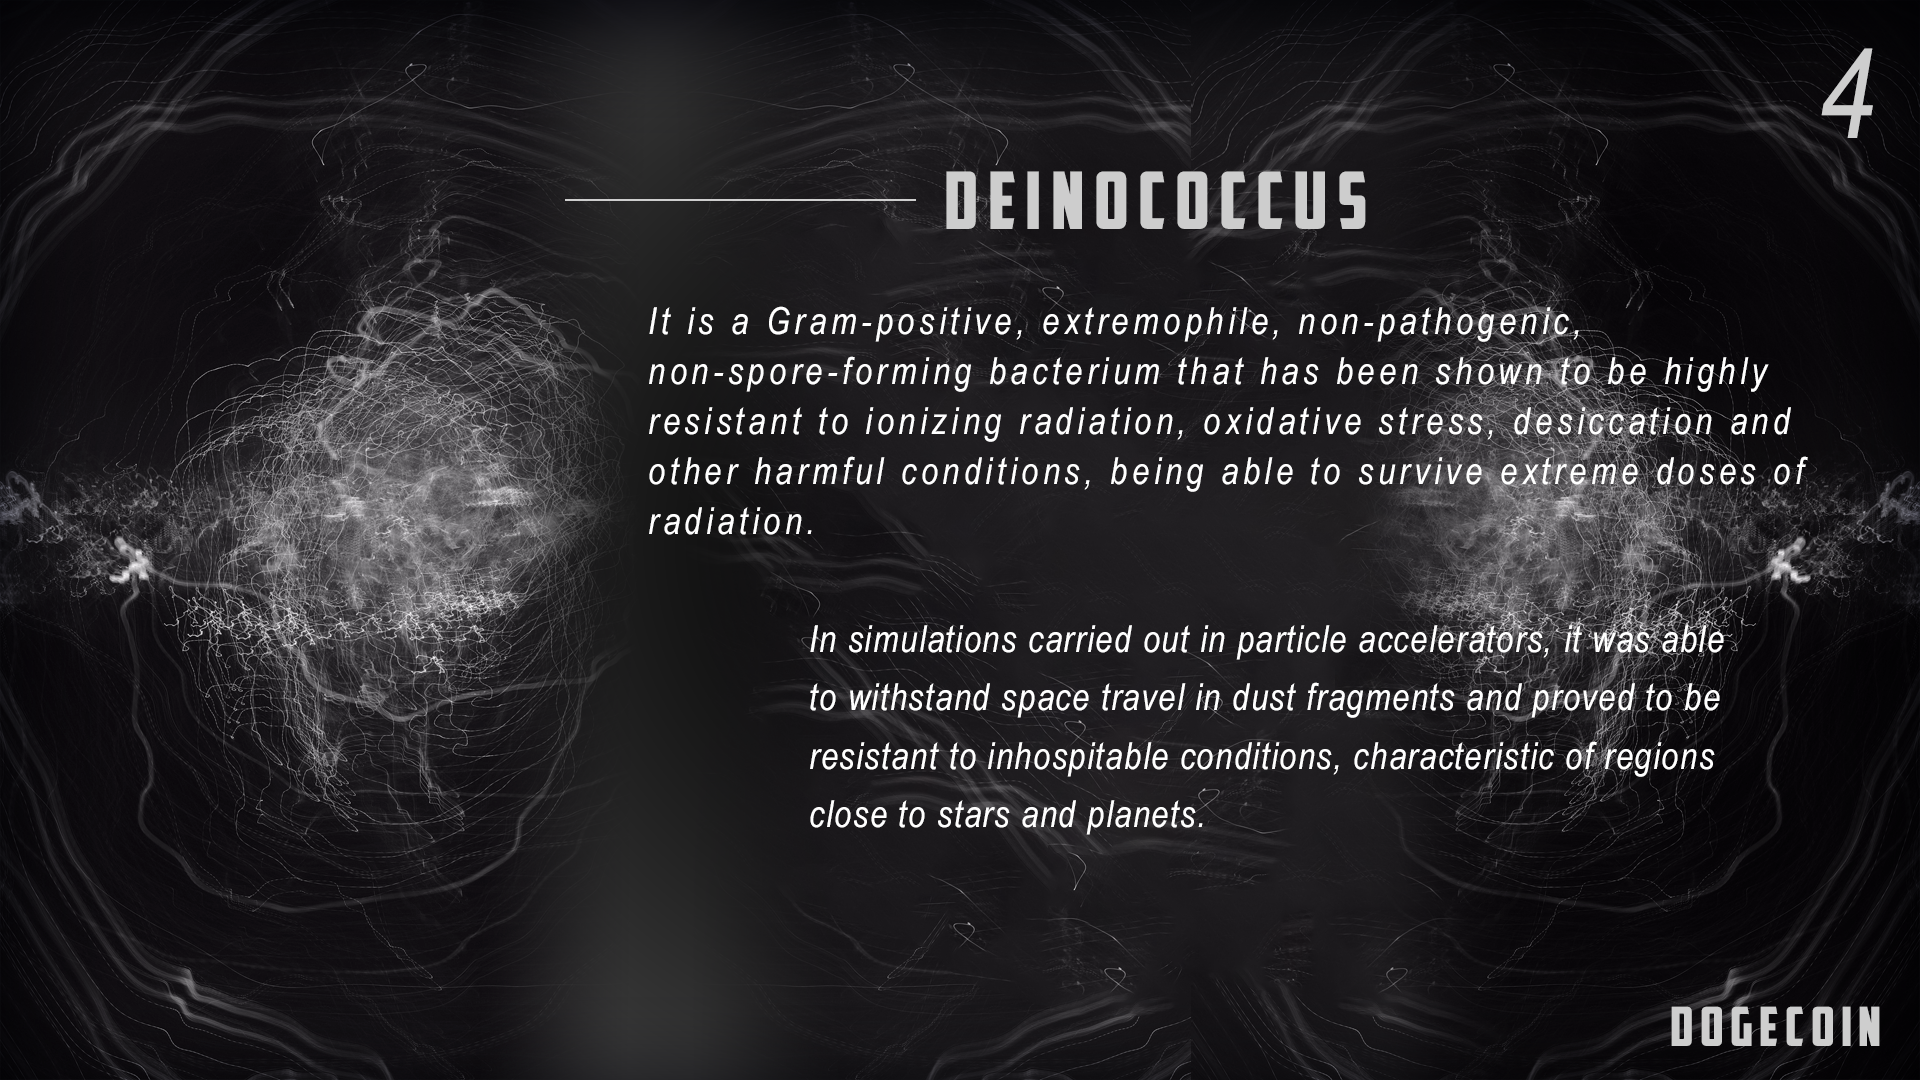 4
DEINOCOCCUS
It is a Gram-positive, extremophile, non-pathogenic,
non-spore-forming bacterium that has been shown to be highly
resistant to ionizing radiation, oxidative stress, desiccation and
other harmful conditions, being able to survive extreme doses of
radiation.
In simulations carried out in particle accelerators, it was able
to withstand space travel in dust fragments and proved to be
resistant to inhospitable conditions, characteristic of regions
close to stars and planets.
DOGECOIN